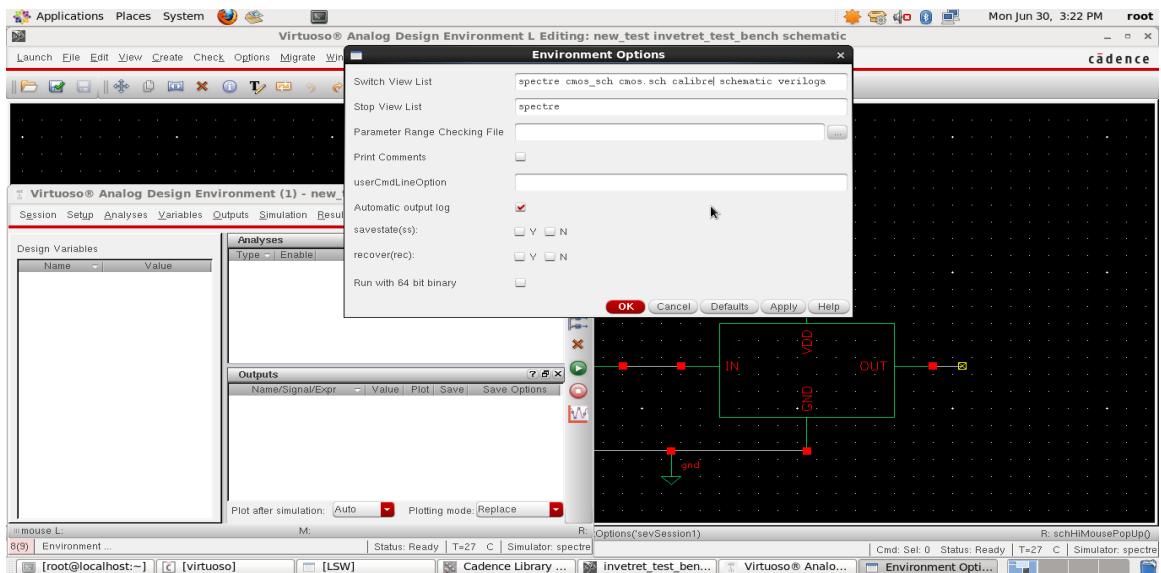 Applications Places System Mon Jun 30, 3:22 PM root
Virtuoso® Analog Design Environment L Editing: new_test invetret_test_bench schematic
Launch File Edit View Create Check Options Migrate Win
cādence
Environment Options
Switch View List spectre cmos_sch cmos.sch calibre schematic veriloga
Stop View List spectre
Parameter Range Checking File ...
Print Comments
userCmdLineOption
Automatic output log
savestate(ss): Y N
recover(rec): Y N
Run with 64 bit binary
OK Cancel Defaults Apply Help
Virtuoso® Analog Design Environment (1) - new_
Session Setup Analyses Variables Outputs Simulation Resul
Design Variables
Name Value
Analyses
Type Enable
Outputs
Name/Signal/Expr Value Plot Save Save Options
Plot after simulation: Auto Plotting mode: Replace
mouse L: M: R:
8(9) Environment ... Status: Ready T=27 C Simulator: spectre
VDD
IN OUT
GND
gnd
Options('sevSession1) R: schHiMousePopUp()
Cmd: Sel: 0 Status: Ready T=27 C Simulator: spectre
[root@localhost:~] [virtuoso] [LSW] Cadence Library ... invetret_test_ben... Virtuoso® Analo... Environment Opti...